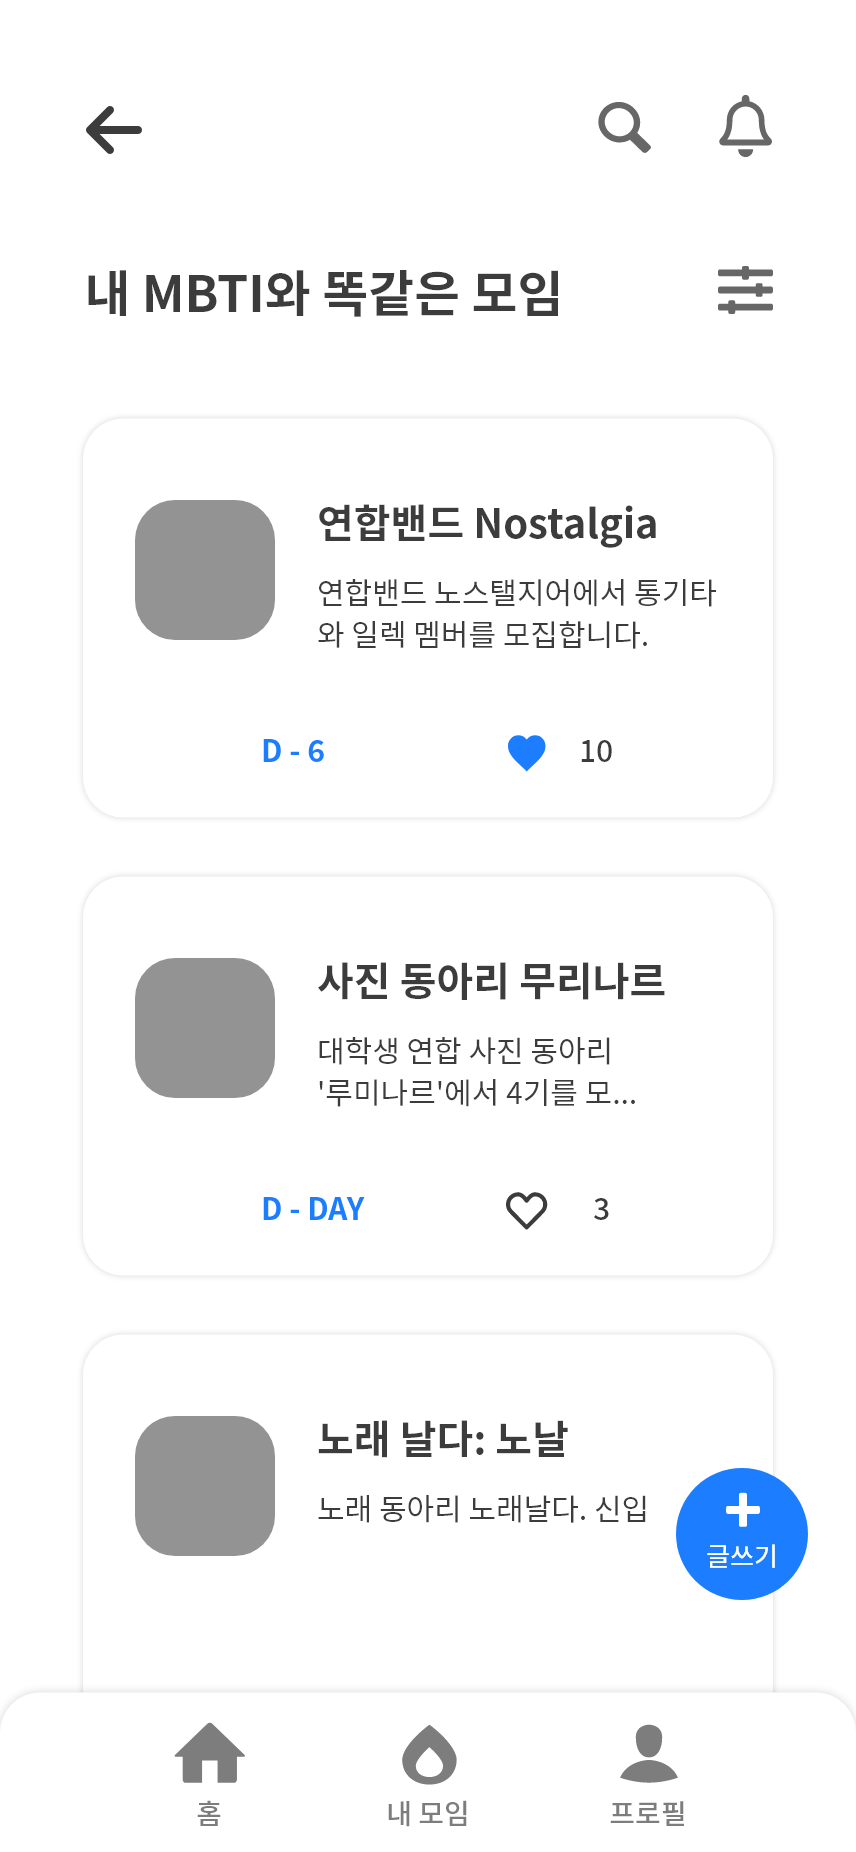 내 MBTI와 똑같은 모임
연합밴드 Nostalgia
연합밴드 노스탤지어에서 통기타
와 일렉 멤버를 모집합니다.
D - 6
10
사진 동아리 무리나르
대학생 연합 사진 동아리
'루미나르'에서 4기를 모...
D - DAY
3
노래 날다: 노날
노래 동아리 노래날다. 신입
글쓰기
홈
내 모임
프로필